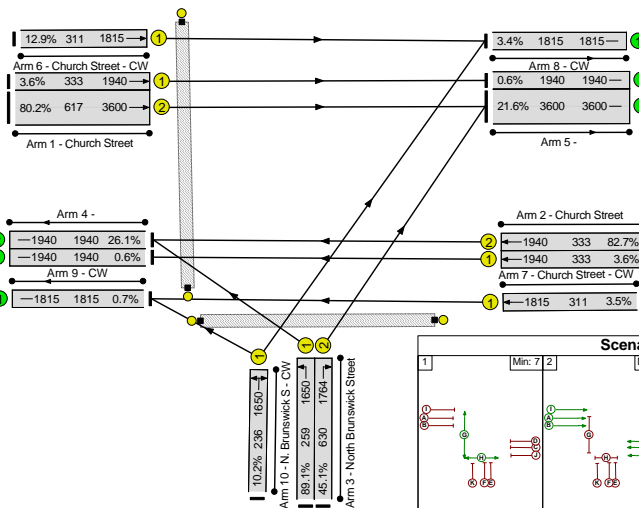 12.9% 311 1815
1
Arm 6 - Church Street - CW
3.6% 333 1940
1
80.2% 617 3600
2
Arm 1 - Church Street
3.4% 1815 1815
Arm 8 - CW
0.6% 1940 1940
21.6% 3600 3600
Arm 5 -
Arm 4 -
1940 1940 26.1%
1940 1940 0.6%
Arm 9 - CW
1815 1815 0.7%
Arm 2 - Church Street
2
1940 333 82.7%
1
1940 333 3.6%
Arm 7 - Church Street - CW
1
1815 311 3.5%
1
10.2% 236 1650
Arm 10 - N. Brunswick S - CW
1
89.1% 259 1650
2
45.1% 630 1764
Arm 3 - North Brunswick Street
Scena
1
Min: 7
2
I
A
B
G
H
K
F
E
D
C
J
I
A
B
G
H
K
F
E